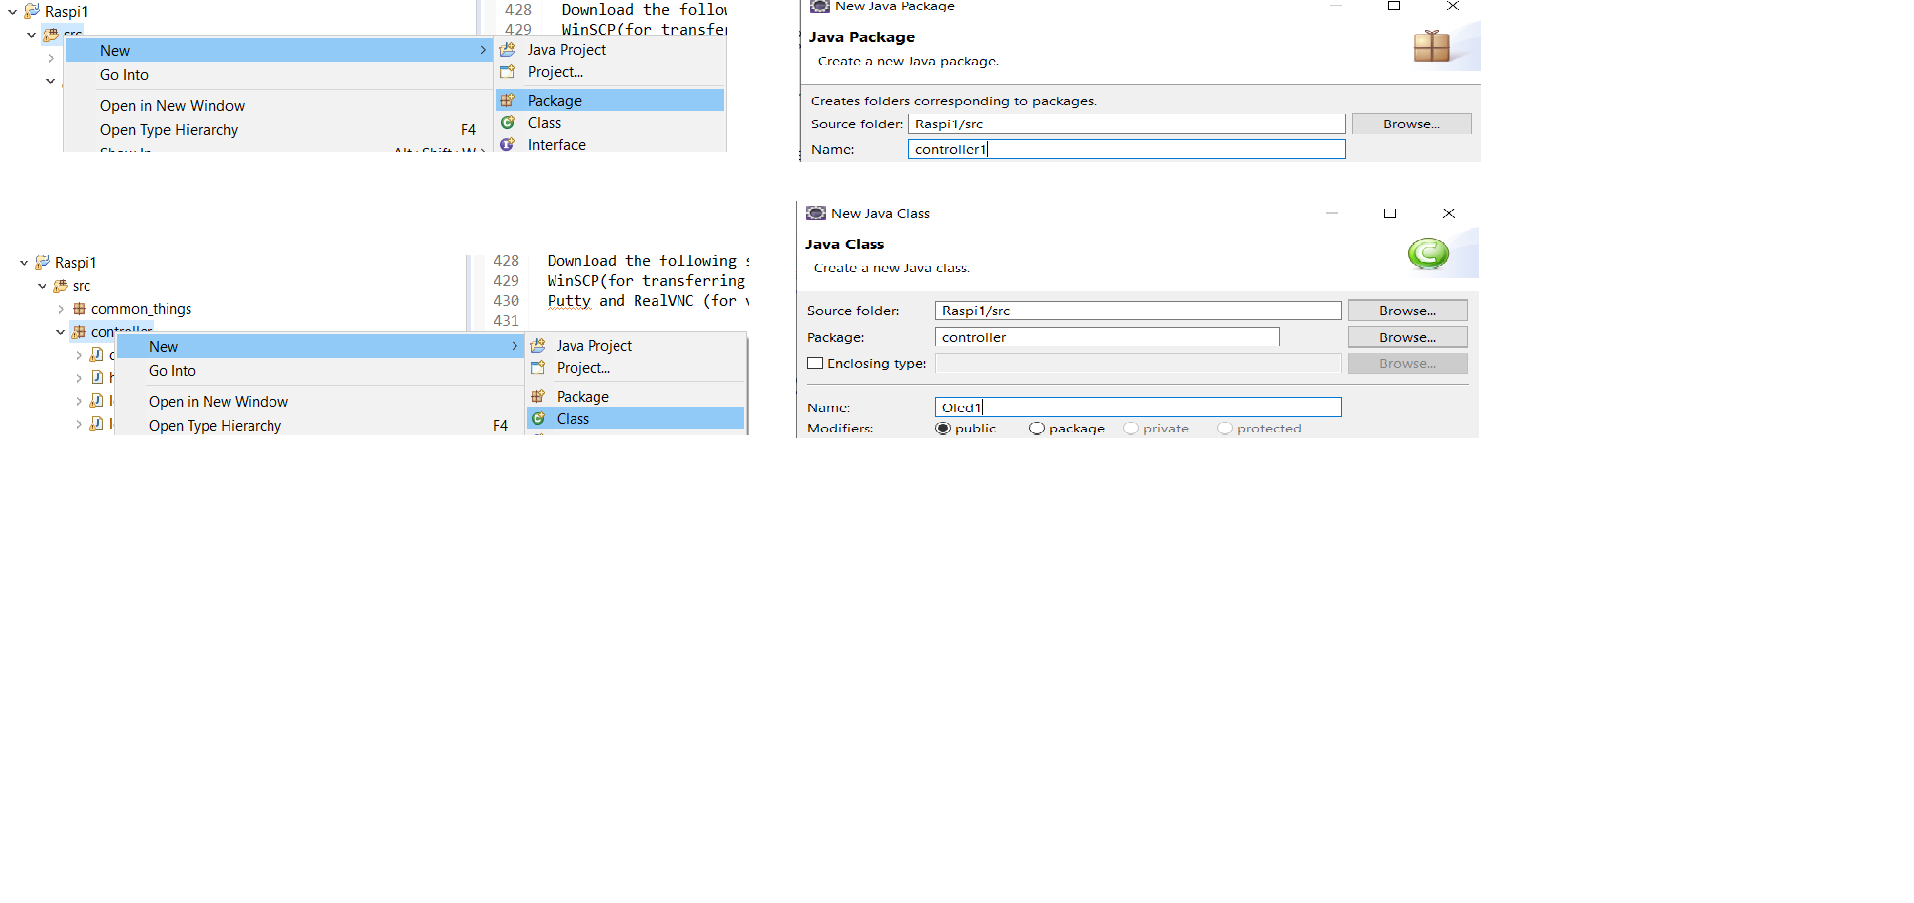 Raspi1
src
New
Go Into
Open in New Window
Open Type Hierarchy F4
428 Download the follow
429 WinSCP(for transfer
Java Project
Project...
Package
Class
Interface
New Java Package
Java Package
Create a new Java package.
Creates folders corresponding to packages.
Source folder: Raspi1/src Browse...
Name: controller1
Raspi1
src
common_things
controller
New
Go Into
Open in New Window
Open Type Hierarchy F4
428 Download the following s
429 WinSCP(for transferring
430 Putty and RealVNC (for v
431
Java Project
Project...
Package
Class
New Java Class
Java Class
Create a new Java class.
Source folder: Raspi1/src Browse...
Package: controller Browse...
Enclosing type: Browse...
Name: Oled1
Modifiers: public package private protected